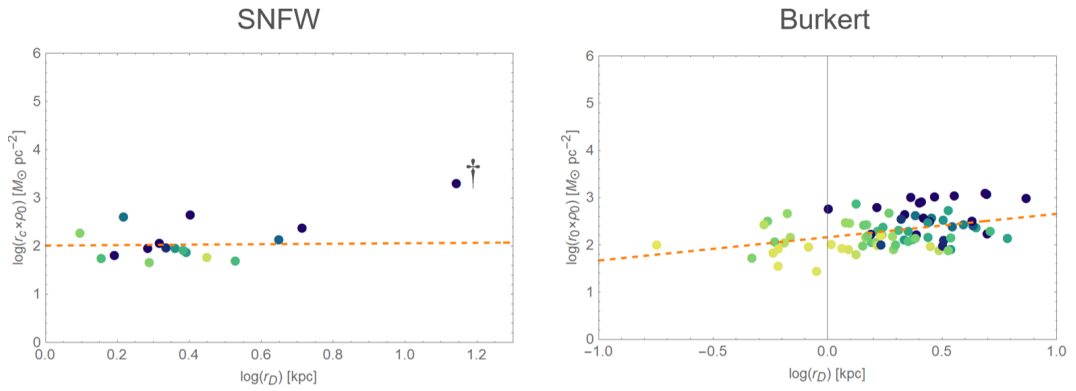 SNFW
Burkert
log(r_c×ρ_0) [M_⊙ pc^−2]
6
5
4
3
2
1
0
†
0.0 0.2 0.4 0.6 0.8 1.0 1.2
log(r_D) [kpc]
log(r_0×ρ_0) [M_⊙ pc^−2]
6
5
4
3
2
1
0
−1.0 −0.5 0.0 0.5 1.0
log(r_D) [kpc]